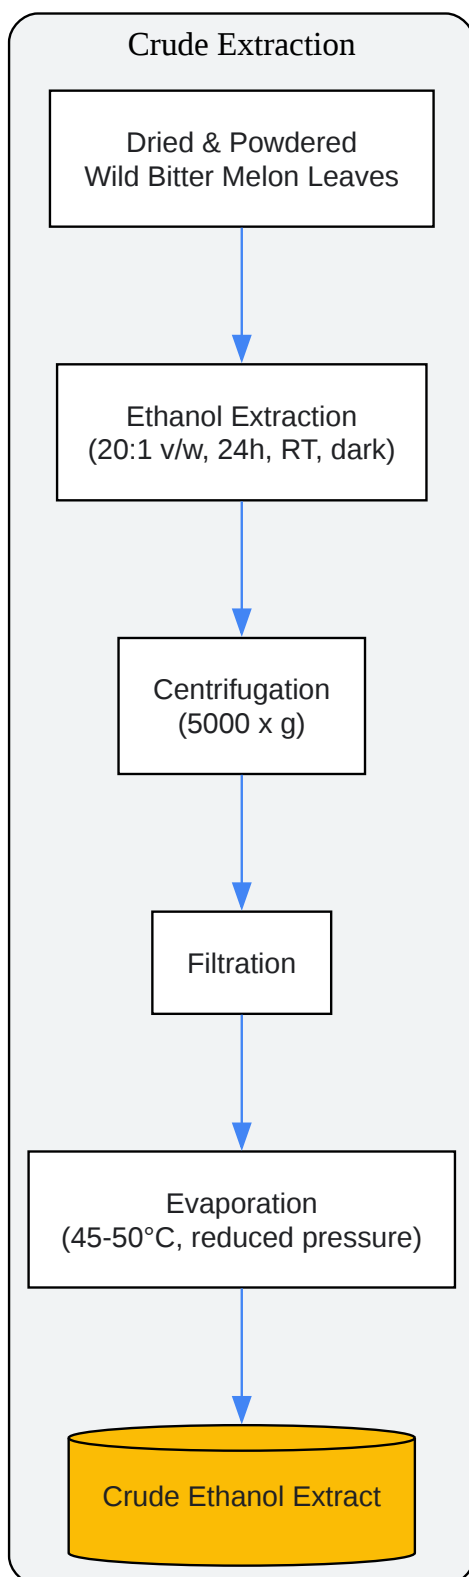 Crude Extraction
Dried & Powdered
Wild Bitter Melon Leaves
Ethanol Extraction
(20:1 v/w, 24h, RT, dark)
Centrifugation
(5000 x g)
Filtration
Evaporation
(45-50°C, reduced pressure)
Crude Ethanol Extract